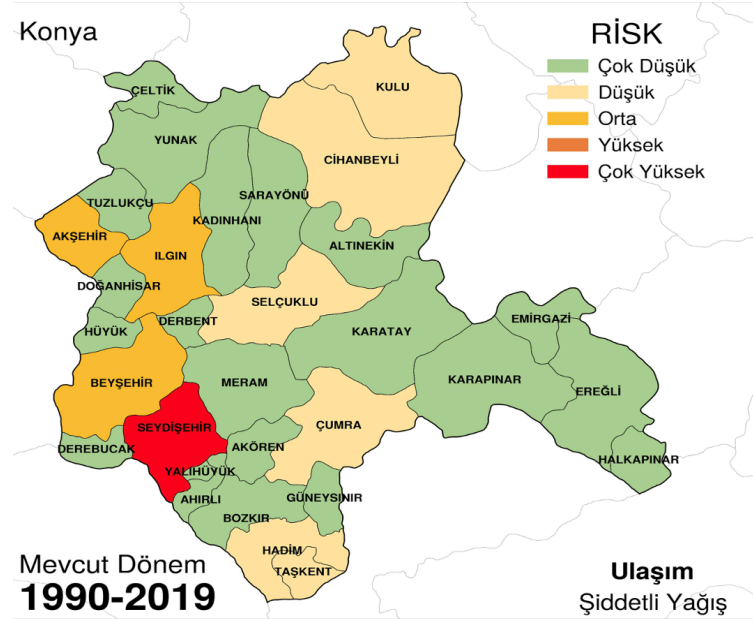 Konya
RİSK
Çok Düşük
Düşük
Orta
Yüksek
Çok Yüksek
ÇELTİK
KULU
YUNAK
CİHANBEYLİ
TUZLUKÇU
SARAYÖNÜ
KADINHANI
AKŞEHİR
ILGIN
ALTINEKİN
DOĞANHİSAR
SELÇUKLU
HÜYÜK
DERBENT
KARATAY
EMİRGAZİ
BEYŞEHİR
MERAM
KARAPINAR
EREĞLİ
SEYDİŞEHİR
ÇUMRA
DEREBUCAK
AKÖREN
HALKAPINAR
YALIHÜYÜK
AHIRLI
GÜNEYSINIR
BOZKIR
HADİM
TAŞKENT
Mevcut Dönem
1990-2019
Ulaşım
Şiddetli Yağış